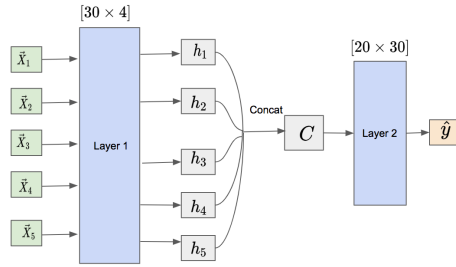 [30 × 4]
[20 × 30]
X⃗₁
X⃗₂
X⃗₃
X⃗₄
X⃗₅
Layer 1
h₁
h₂
h₃
h₄
h₅
Concat
C
Layer 2
ŷ